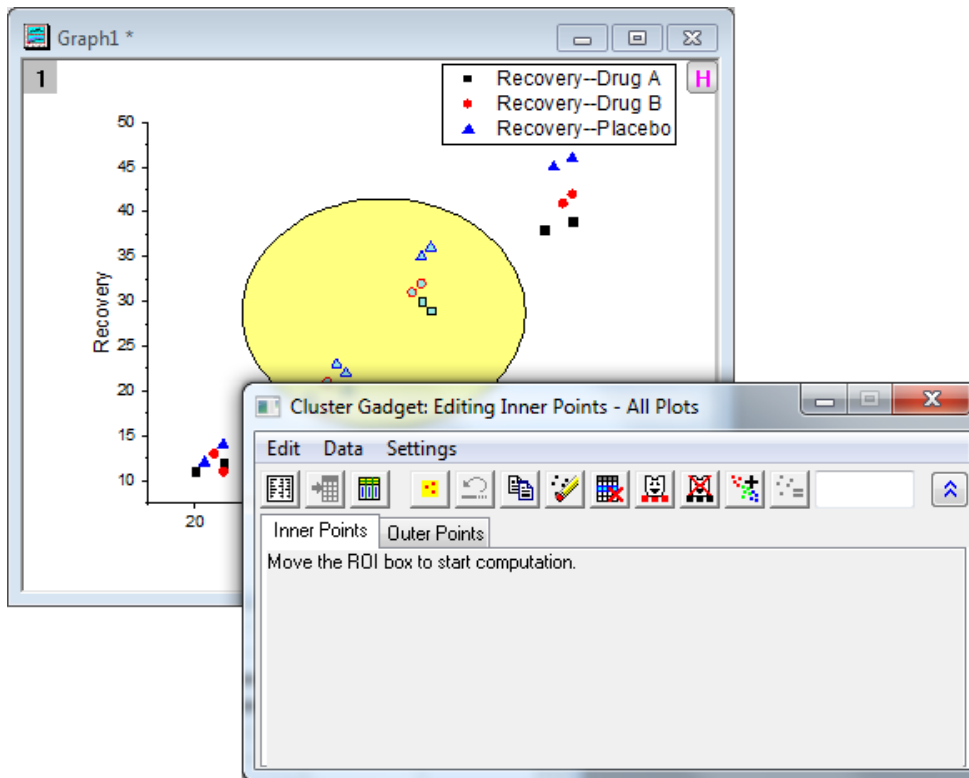 Graph1 *
1
H
Recovery--Drug A
Recovery--Drug B
Recovery--Placebo
50
45
40
35
30
25
20
15
10
Recovery
20
Cluster Gadget: Editing Inner Points - All Plots
Edit Data Settings
Inner Points Outer Points
Move the ROI box to start computation.